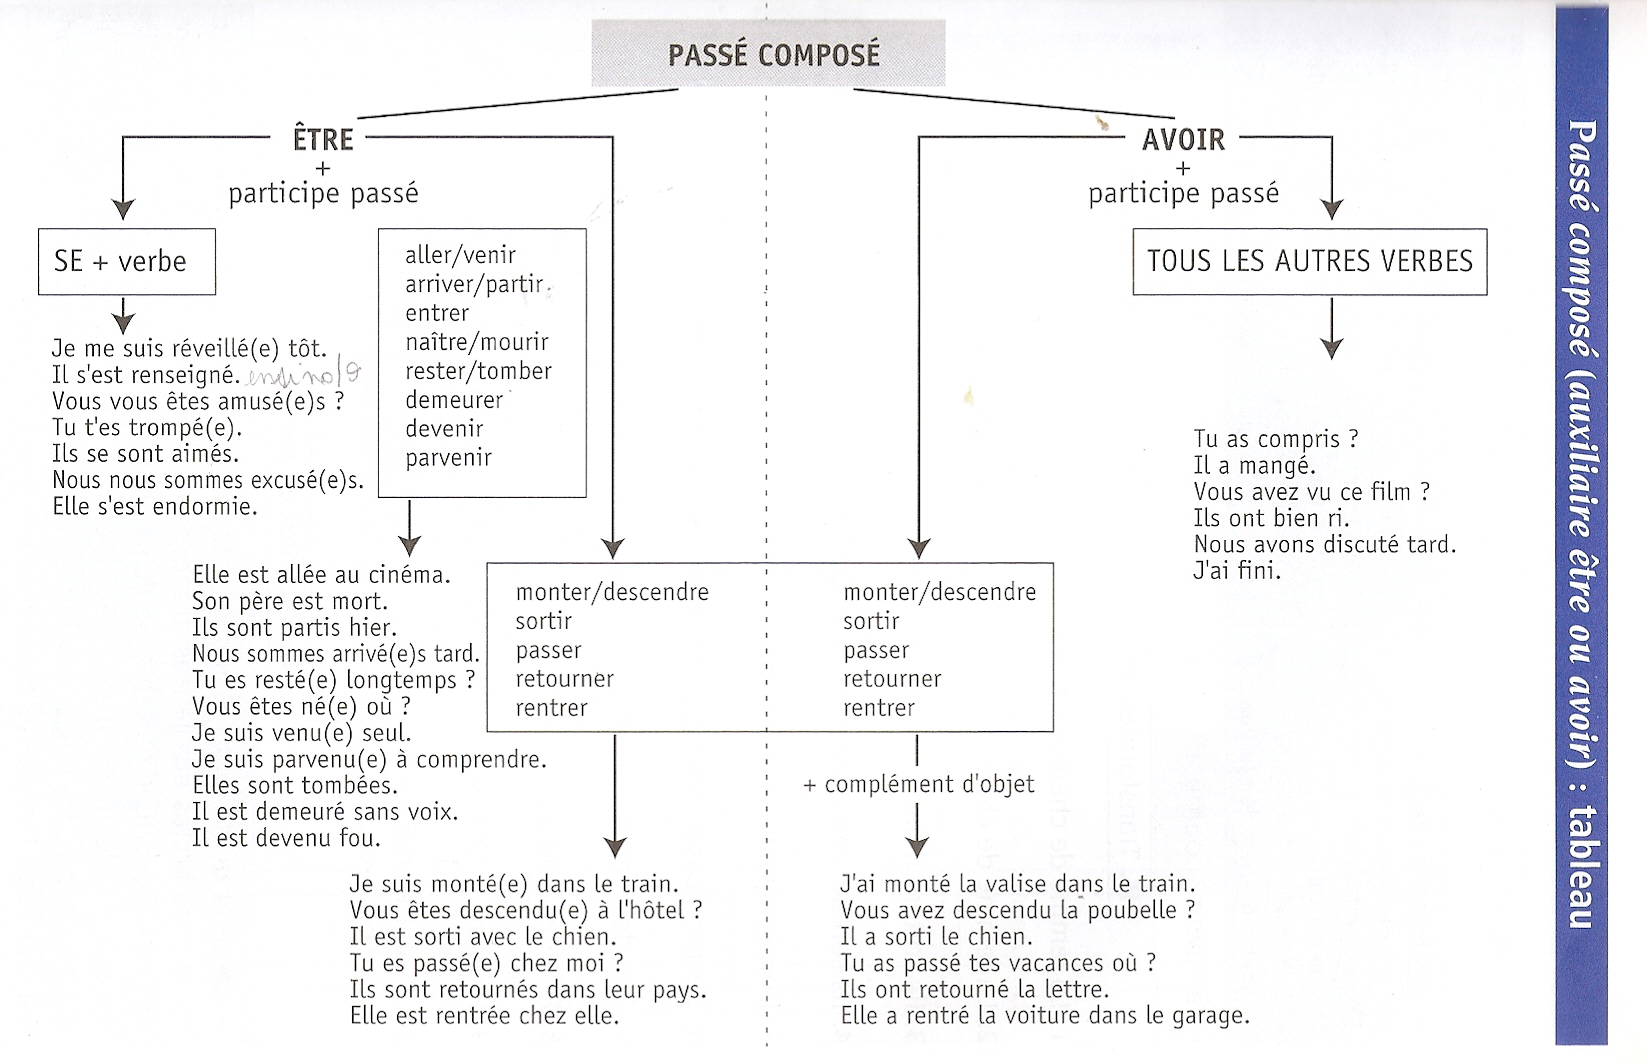 PASSÉ COMPOSÉ
ÊTRE
+
participe passé
SE + verbe
Je me suis réveillé(e) tôt.
Il s'est renseigné.
Vous vous êtes amusé(e)s ?
Tu t'es trompé(e).
Ils se sont aimés.
Nous nous sommes excusé(e)s.
Elle s'est endormie.
aller/venir
arriver/partir
entrer
naître/mourir
rester/tomber
demeurer
devenir
parvenir
Elle est allée au cinéma.
Son père est mort.
Ils sont partis hier.
Nous sommes arrivé(e)s tard.
Tu es resté(e) longtemps ?
Vous êtes né(e) où ?
Je suis venu(e) seul.
Je suis parvenu(e) à comprendre.
Elles sont tombées.
Il est demeuré sans voix.
Il est devenu fou.
monter/descendre
sortir
passer
retourner
rentrer
Je suis monté(e) dans le train.
Vous êtes descendu(e) à l'hôtel ?
Il est sorti avec le chien.
Tu es passé(e) chez moi ?
Ils sont retournés dans leur pays.
Elle est rentrée chez elle.
AVOIR
+
participe passé
monter/descendre
sortir
passer
retourner
rentrer
+ complément d'objet
J'ai monté la valise dans le train.
Vous avez descendu la poubelle ?
Il a sorti le chien.
Tu as passé tes vacances où ?
Ils ont retourné la lettre.
Elle a rentré la voiture dans le garage.
TOUS LES AUTRES VERBES
Tu as compris ?
Il a mangé.
Vous avez vu ce film ?
Ils ont bien ri.
Nous avons discuté tard.
J'ai fini.
Passé composé (auxiliaire être ou avoir) : tableau